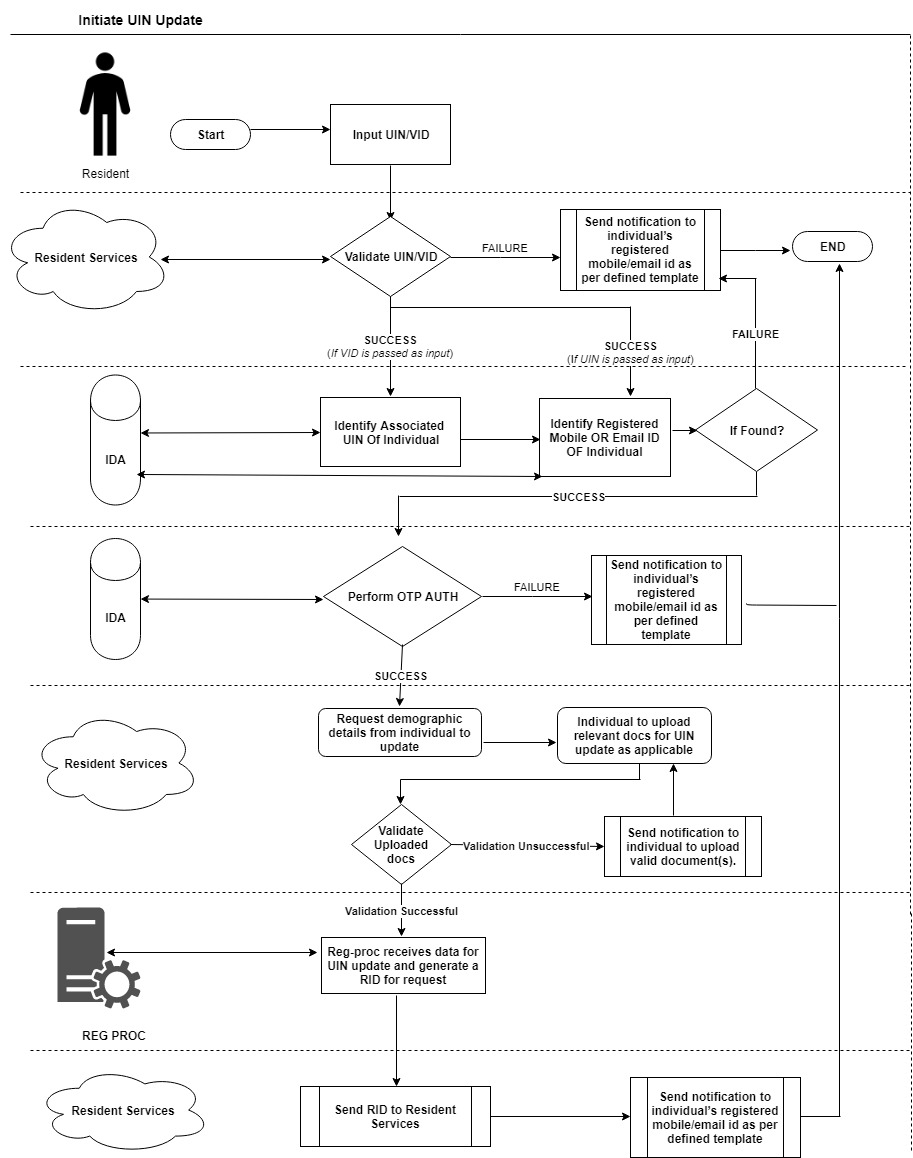 Initiate UIN Update
Start
Input UIN/VID
Resident
Resident Services
Validate UIN/VID
FAILURE
Send notification to
individual's
registered
mobile/email id as
per defined template
END
SUCCESS
(If VID is passed as input)
SUCCESS
(If UIN is passed as input)
FAILURE
IDA
Identify Associated
UIN Of Individual
Identify Registered
Mobile OR Email ID
OF Individual
If Found?
SUCCESS
IDA
Perform OTP AUTH
FAILURE
Send notification to
individual's
registered
mobile/email id as
per defined
template
SUCCESS
Resident Services
Request demographic
details from individual to
update
Individual to upload
relevant docs for UIN
update as applicable
Validate
Uploaded
docs
Validation Unsuccessful
Send notification to
individual to upload
valid document(s).
Validation Successful
REG PROC
Reg-proc receives data for
UIN update and generate a
RID for request
Resident Services
Send RID to Resident
Services
Send notification to
individual's registered
mobile/email id as per
defined template